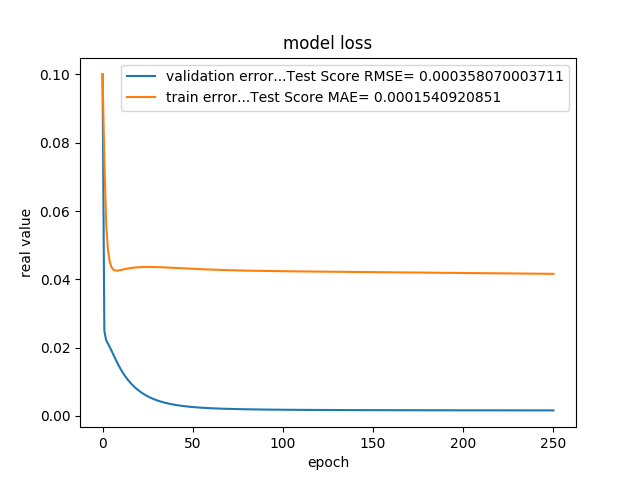 model loss
validation error...Test Score RMSE= 0.000358070003711
train error...Test Score MAE= 0.0001540920851
real value
0.10
0.08
0.06
0.04
0.02
0.00
0 50 100 150 200 250
epoch